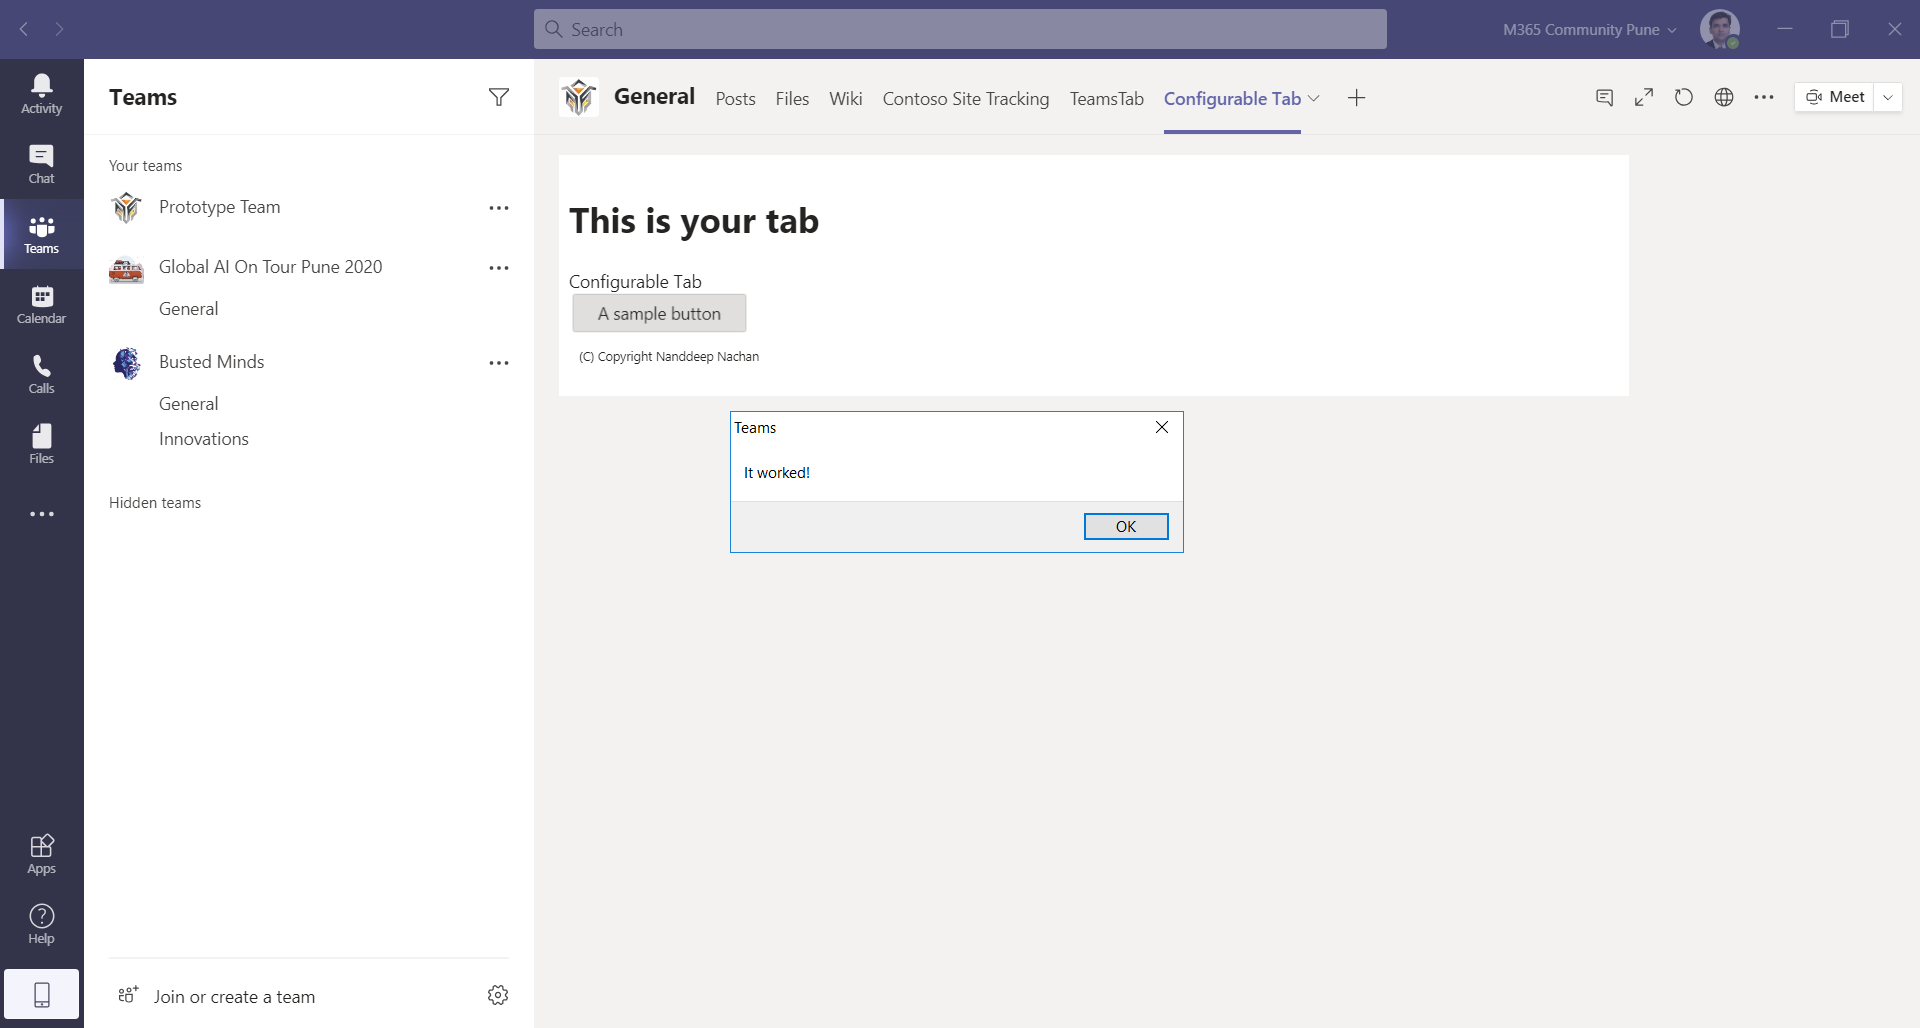 Search
M365 Community Pune
Activity
Chat
Teams
Calendar
Calls
Files
Apps
Help
Teams
Your teams
Prototype Team
Global AI On Tour Pune 2020
General
Busted Minds
General
Innovations
Hidden teams
Join or create a team
General Posts Files Wiki Contoso Site Tracking TeamsTab Configurable Tab
Meet
This is your tab
Configurable Tab
A sample button
(C) Copyright Nanddeep Nachan
Teams
It worked!
OK